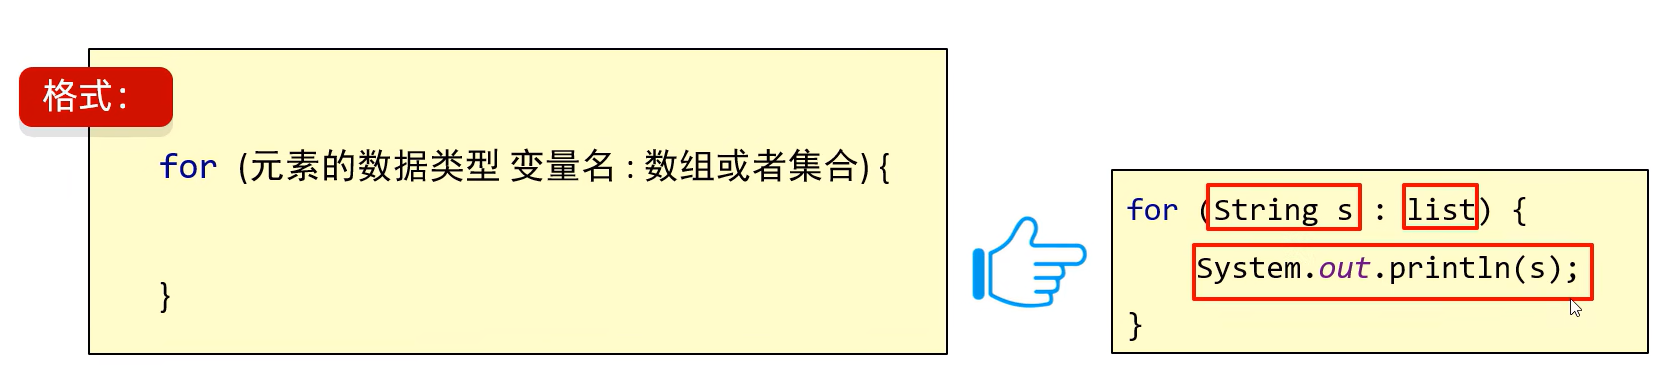 格式：
for (元素的数据类型 变量名 : 数组或者集合) {
}
for (String s : list) {
System.out.println(s);
}